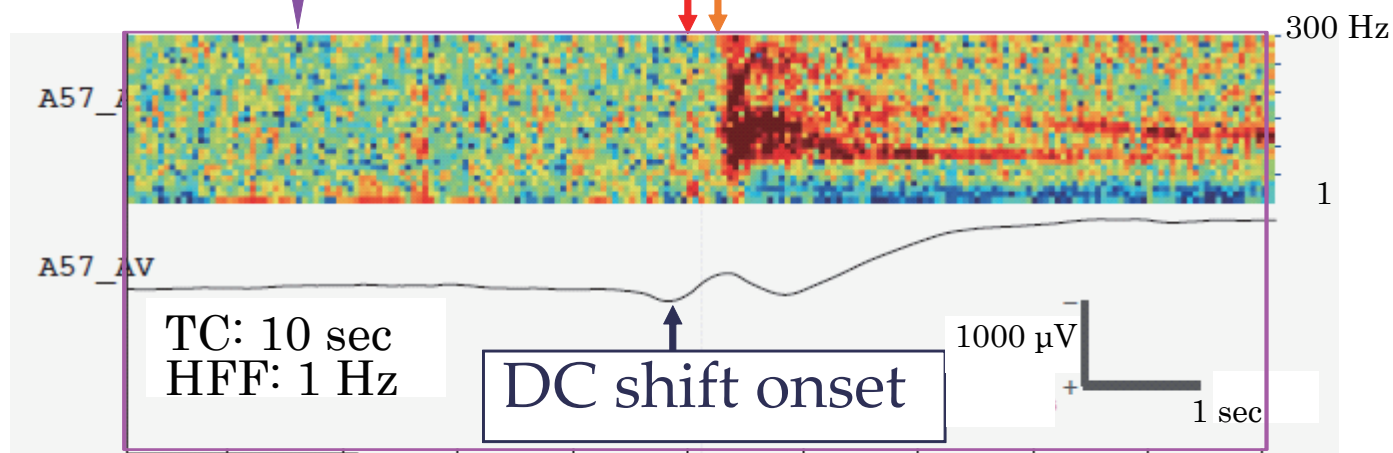 300 Hz
A57_A
1
A57_AV
TC: 10 sec
HFF: 1 Hz
DC shift onset
1000 µV
−
+
1 sec